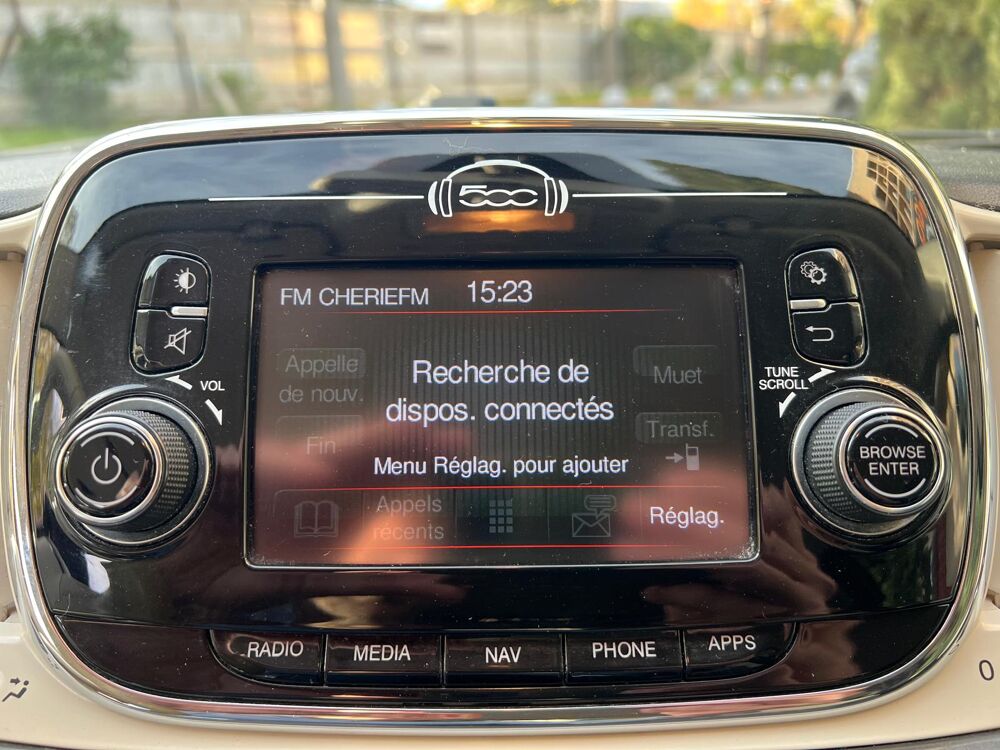 500
FM CHERIEFM 15:23
Appelle
de nouv.
Recherche de
dispos. connectés
Muet
Fin
Transf.
Menu Réglag. pour ajouter
Appels
récents
Réglag.
VOL
TUNE
SCROLL
BROWSE
ENTER
RADIO MEDIA NAV PHONE APPS
0